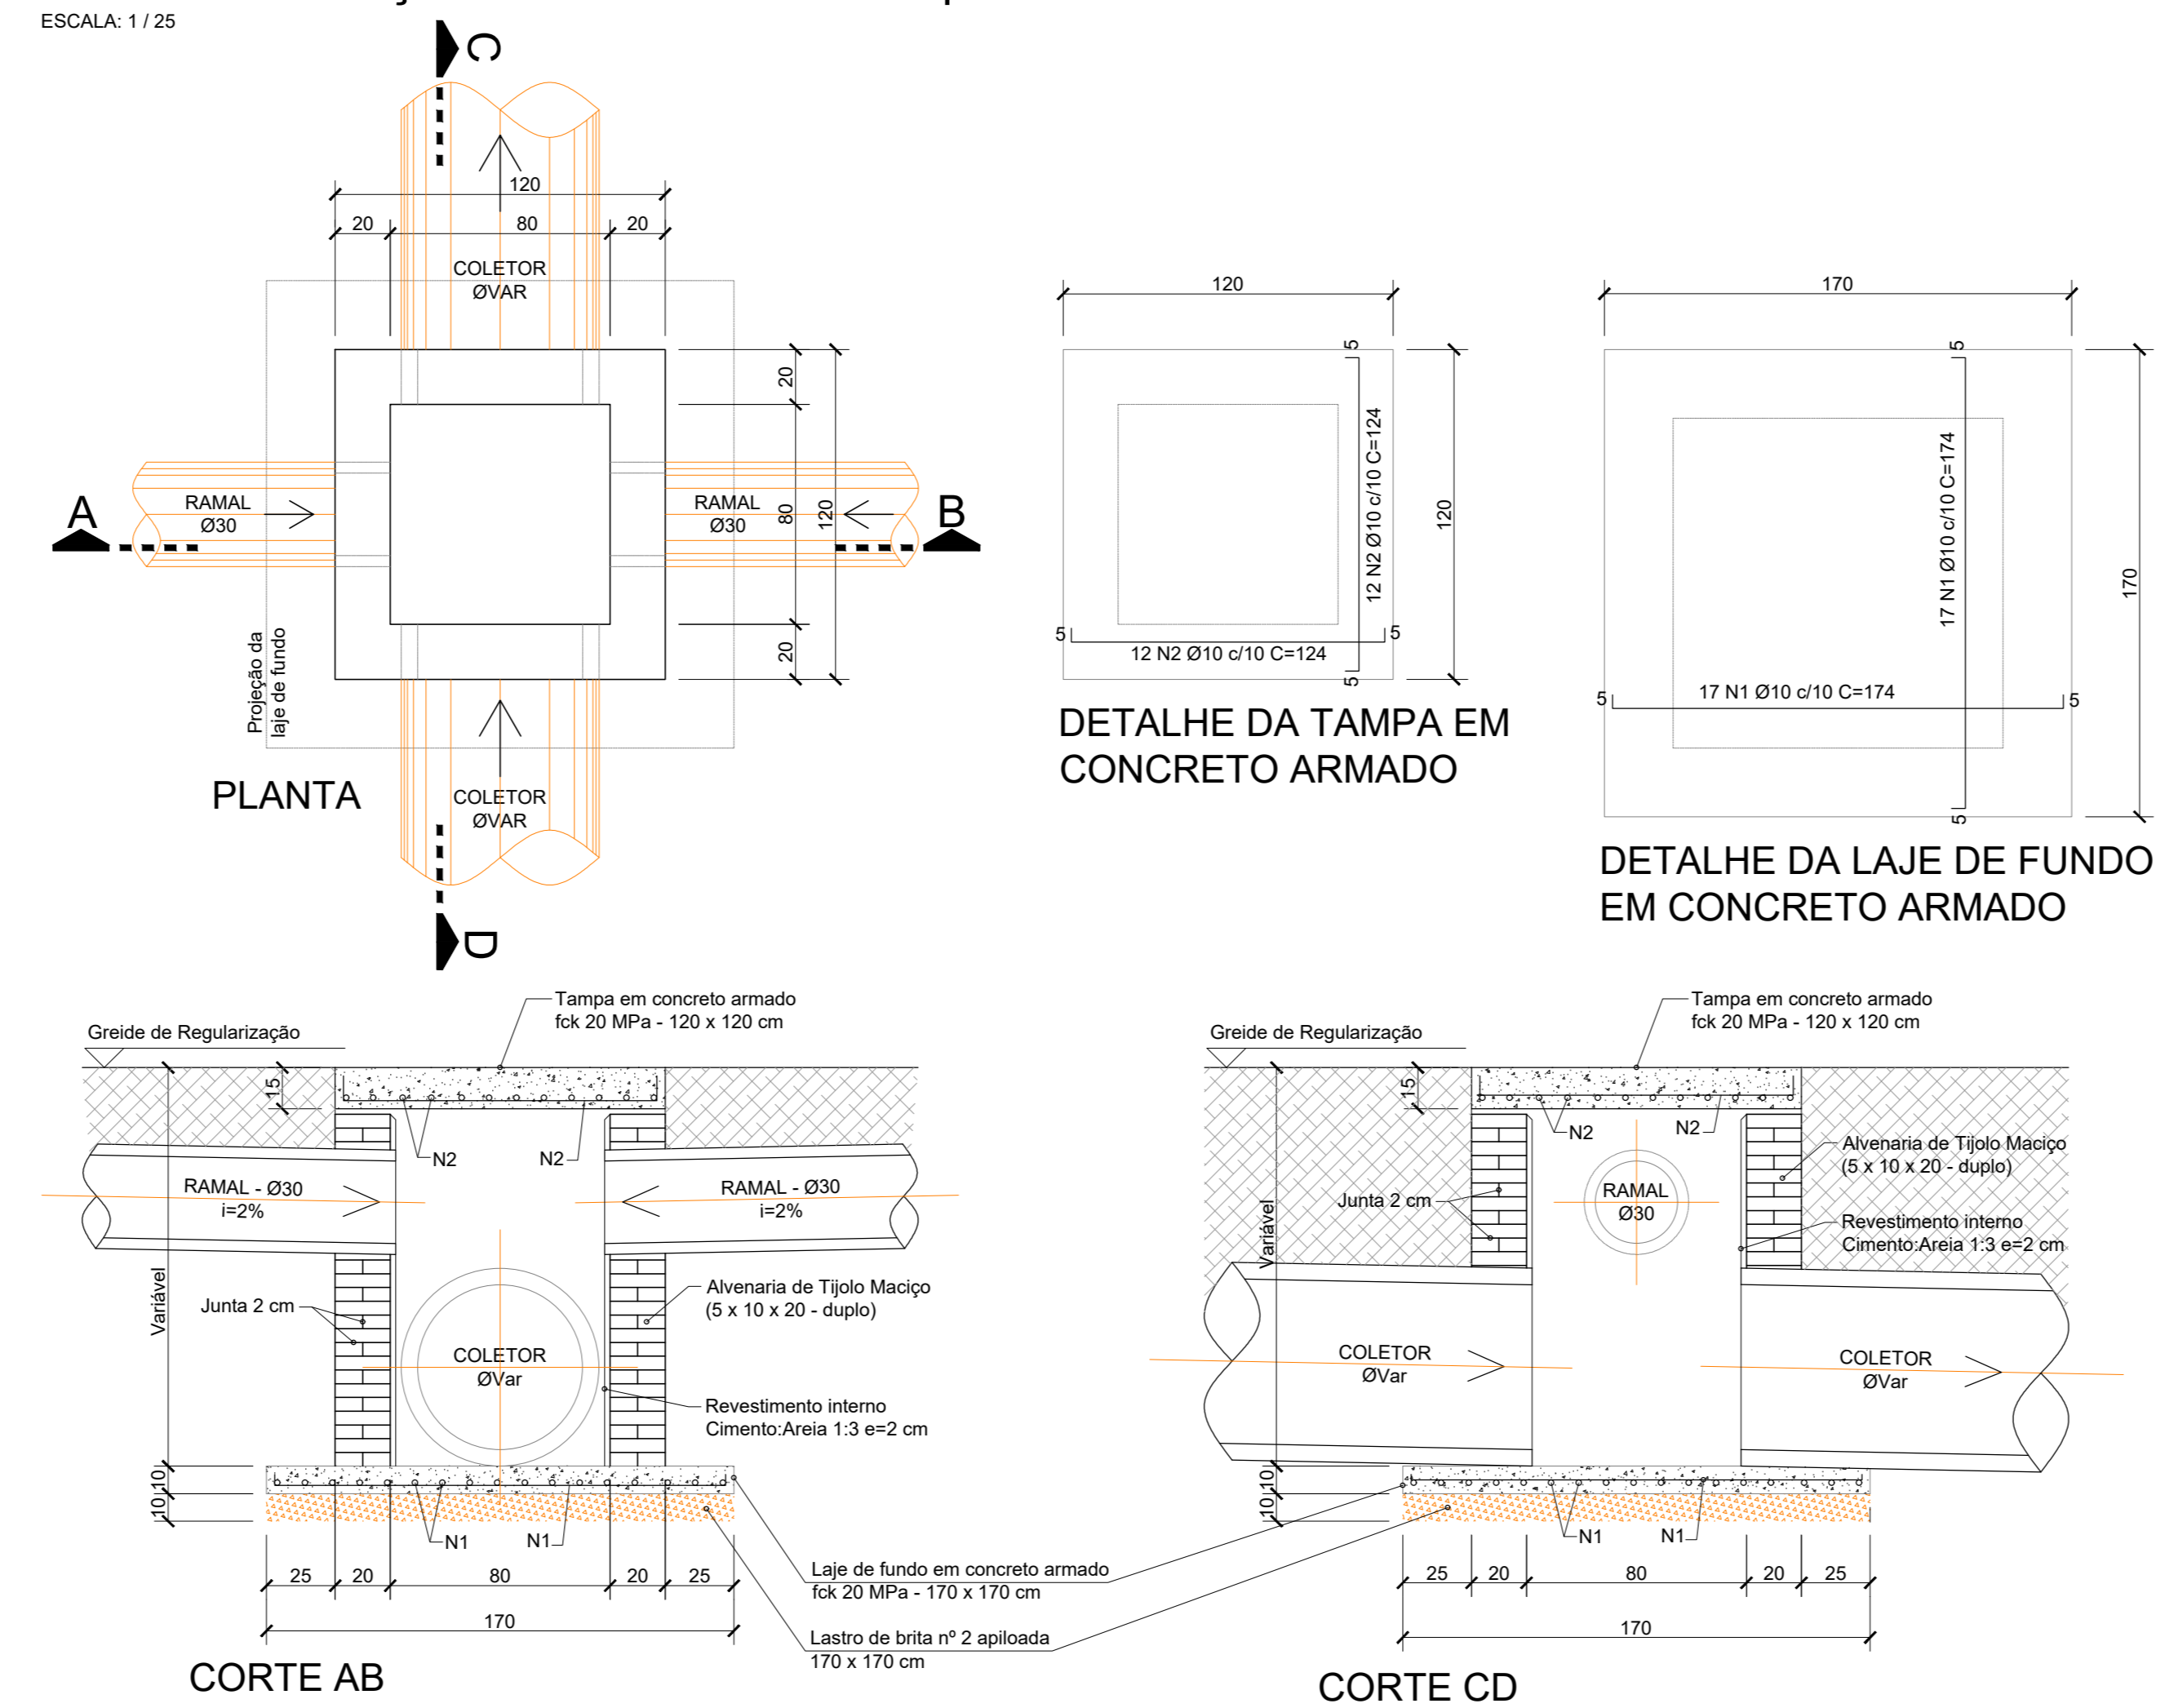 ESCALA: 1 / 25
C
120
20
80
20
COLETOR
ØVAR
20
80
120
20
A
RAMAL
Ø30
RAMAL
Ø30
B
Projeção da
laje de fundo
COLETOR
ØVAR
PLANTA
D
120
5
12 N2 Ø10 c/10 C=124
120
5
5
12 N2 Ø10 c/10 C=124
5
DETALHE DA TAMPA EM
CONCRETO ARMADO
170
5
17 N1 Ø10 c/10 C=174
170
17 N1 Ø10 c/10 C=174
5
5
5
DETALHE DA LAJE DE FUNDO
EM CONCRETO ARMADO
Tampa em concreto armado
fck 20 MPa - 120 x 120 cm
Greide de Regularização
15
N2
N2
RAMAL - Ø30
i=2%
RAMAL - Ø30
i=2%
Variável
Junta 2 cm
Alvenaria de Tijolo Maciço
(5 x 10 x 20 - duplo)
COLETOR
ØVar
Revestimento interno
Cimento:Areia 1:3 e=2 cm
10
10
N1
N1
25
20
80
20
25
170
CORTE AB
Laje de fundo em concreto armado
fck 20 MPa - 170 x 170 cm
Lastro de brita nº 2 apiloada
170 x 170 cm
Tampa em concreto armado
fck 20 MPa - 120 x 120 cm
Greide de Regularização
15
N2
N2
Alvenaria de Tijolo Maciço
(5 x 10 x 20 - duplo)
Junta 2 cm
RAMAL
Ø30
Variável
Revestimento interno
Cimento:Areia 1:3 e=2 cm
COLETOR
ØVar
COLETOR
ØVar
10
10
N1
N1
25
20
80
20
25
170
CORTE CD